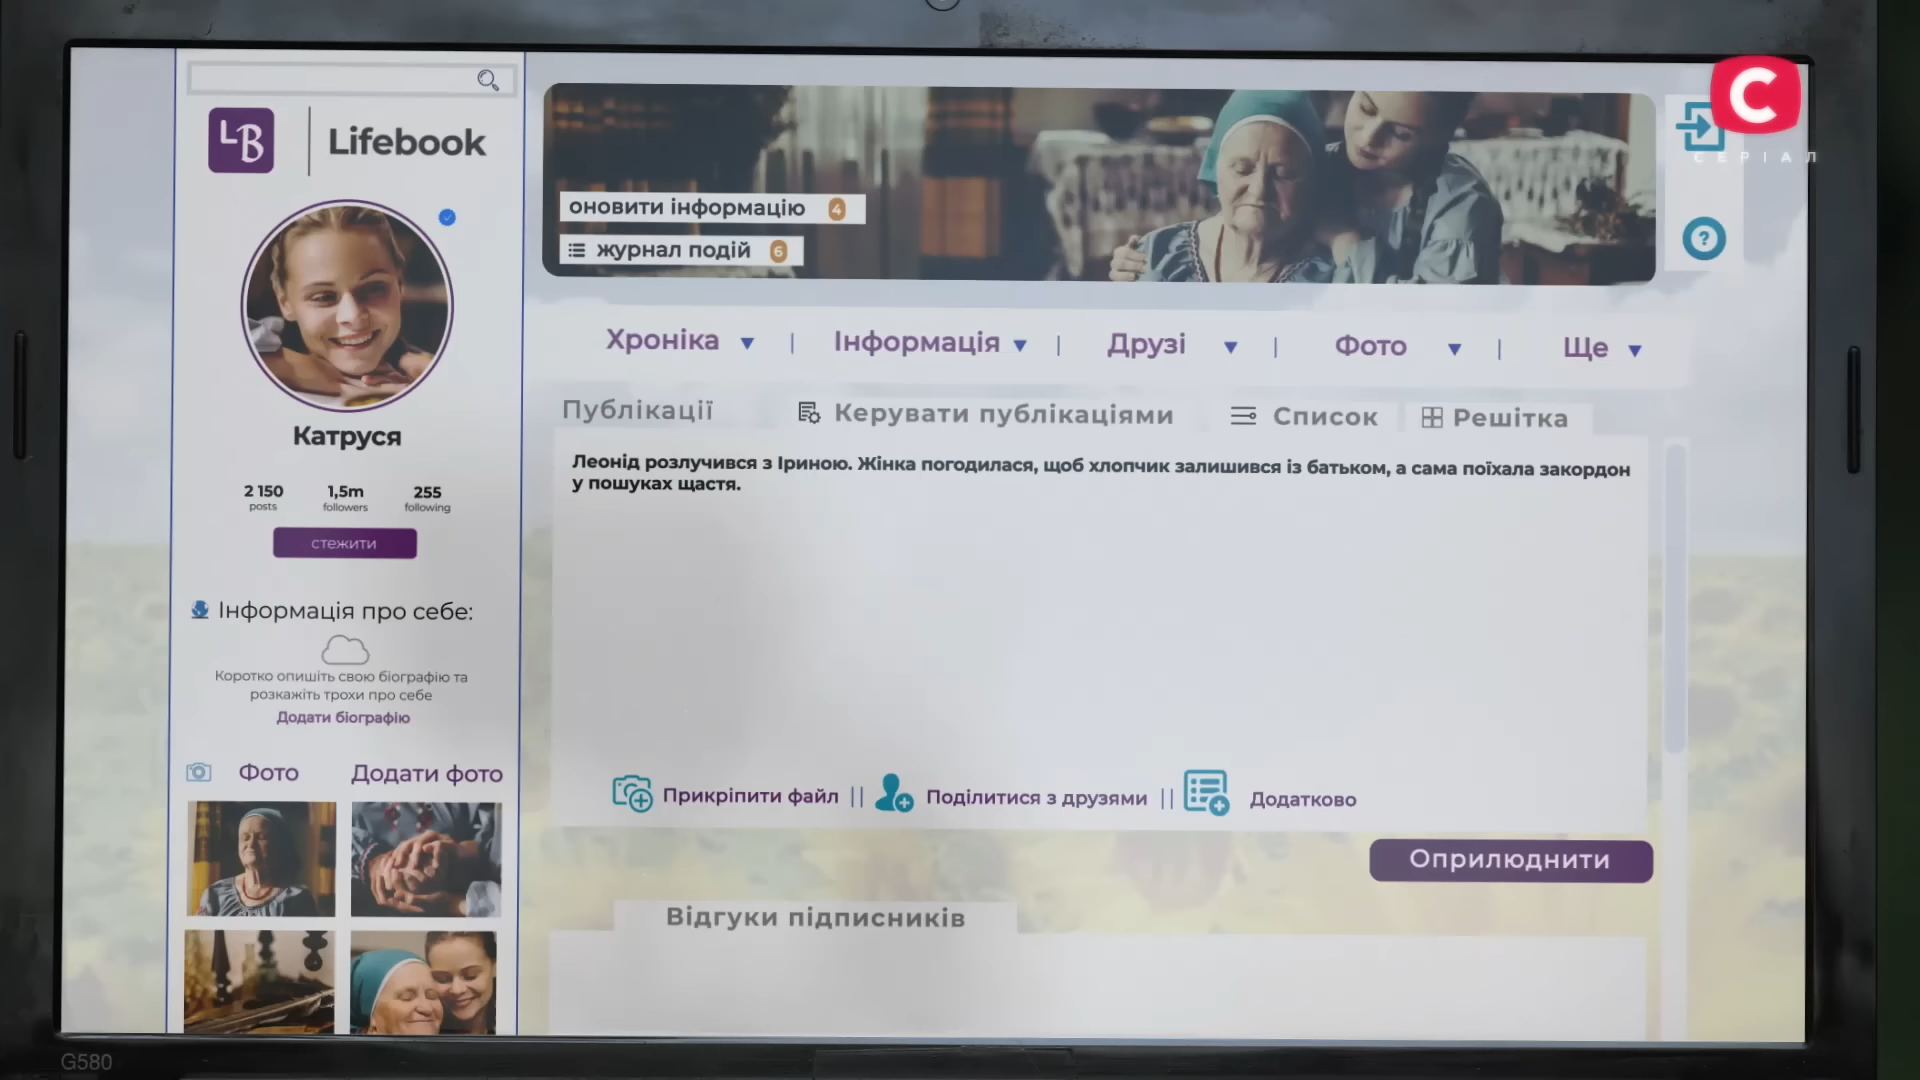 Lifebook
Катруся
2 150 1,5m 255
posts followers following
стежити
Інформація про себе:
Коротко опишіть свою біографію та
розкажіть трохи про себе
Додати біографію
Фото Додати фото
оновити інформацію 4
журнал подій 6
?
С
СЕРІАЛ
Хроніка | Інформація | Друзі | Фото | Ще
Публікації Керувати публікаціями Список Решітка
Леонід розлучився з Іриною. Жінка погодилася, щоб хлопчик залишився із батьком, а сама поїхала закордон
у пошуках щастя.
Прикріпити файл || Поділитися з друзями || Додатково
Оприлюднити
Відгуки підписників
G580
LB